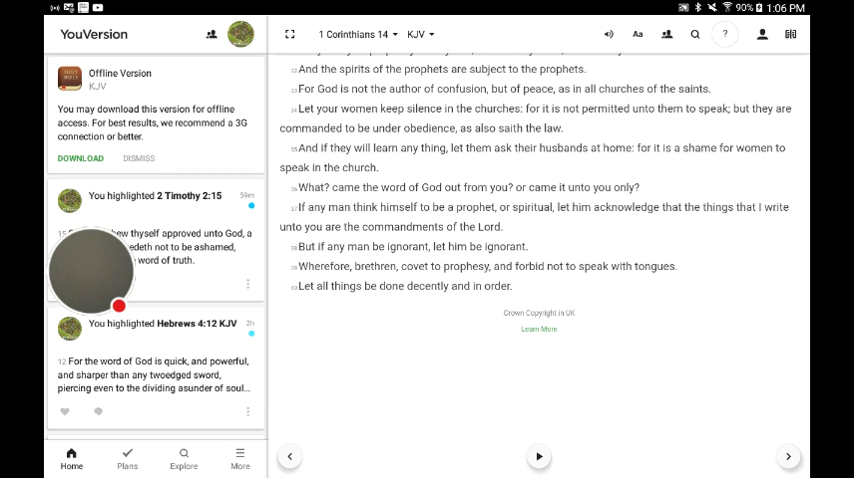 90% 1:06 PM
YouVersion
Offline Version
KJV
You may download this version for offline
access. For best results, we recommend a 3G
connection or better.
DOWNLOAD DISMISS
You highlighted 2 Timothy 2:15 59m
15 hew thyself approved unto God, a
edeth not to be ashamed,
word of truth.
You highlighted Hebrews 4:12 KJV 2h
12 For the word of God is quick, and powerful,
and sharper than any twoedged sword,
piercing even to the dividing asunder of soul...
Home Plans Explore More
1 Corinthians 14 KJV Aa ?
32 And the spirits of the prophets are subject to the prophets.
33 For God is not the author of confusion, but of peace, as in all churches of the saints.
34 Let your women keep silence in the churches: for it is not permitted unto them to speak; but they are
commanded to be under obedience, as also saith the law.
35 And if they will learn any thing, let them ask their husbands at home: for it is a shame for women to
speak in the church.
36 What? came the word of God out from you? or came it unto you only?
37 If any man think himself to be a prophet, or spiritual, let him acknowledge that the things that I write
unto you are the commandments of the Lord.
38 But if any man be ignorant, let him be ignorant.
39 Wherefore, brethren, covet to prophesy, and forbid not to speak with tongues.
40 Let all things be done decently and in order.
Crown Copyright in UK
Learn More